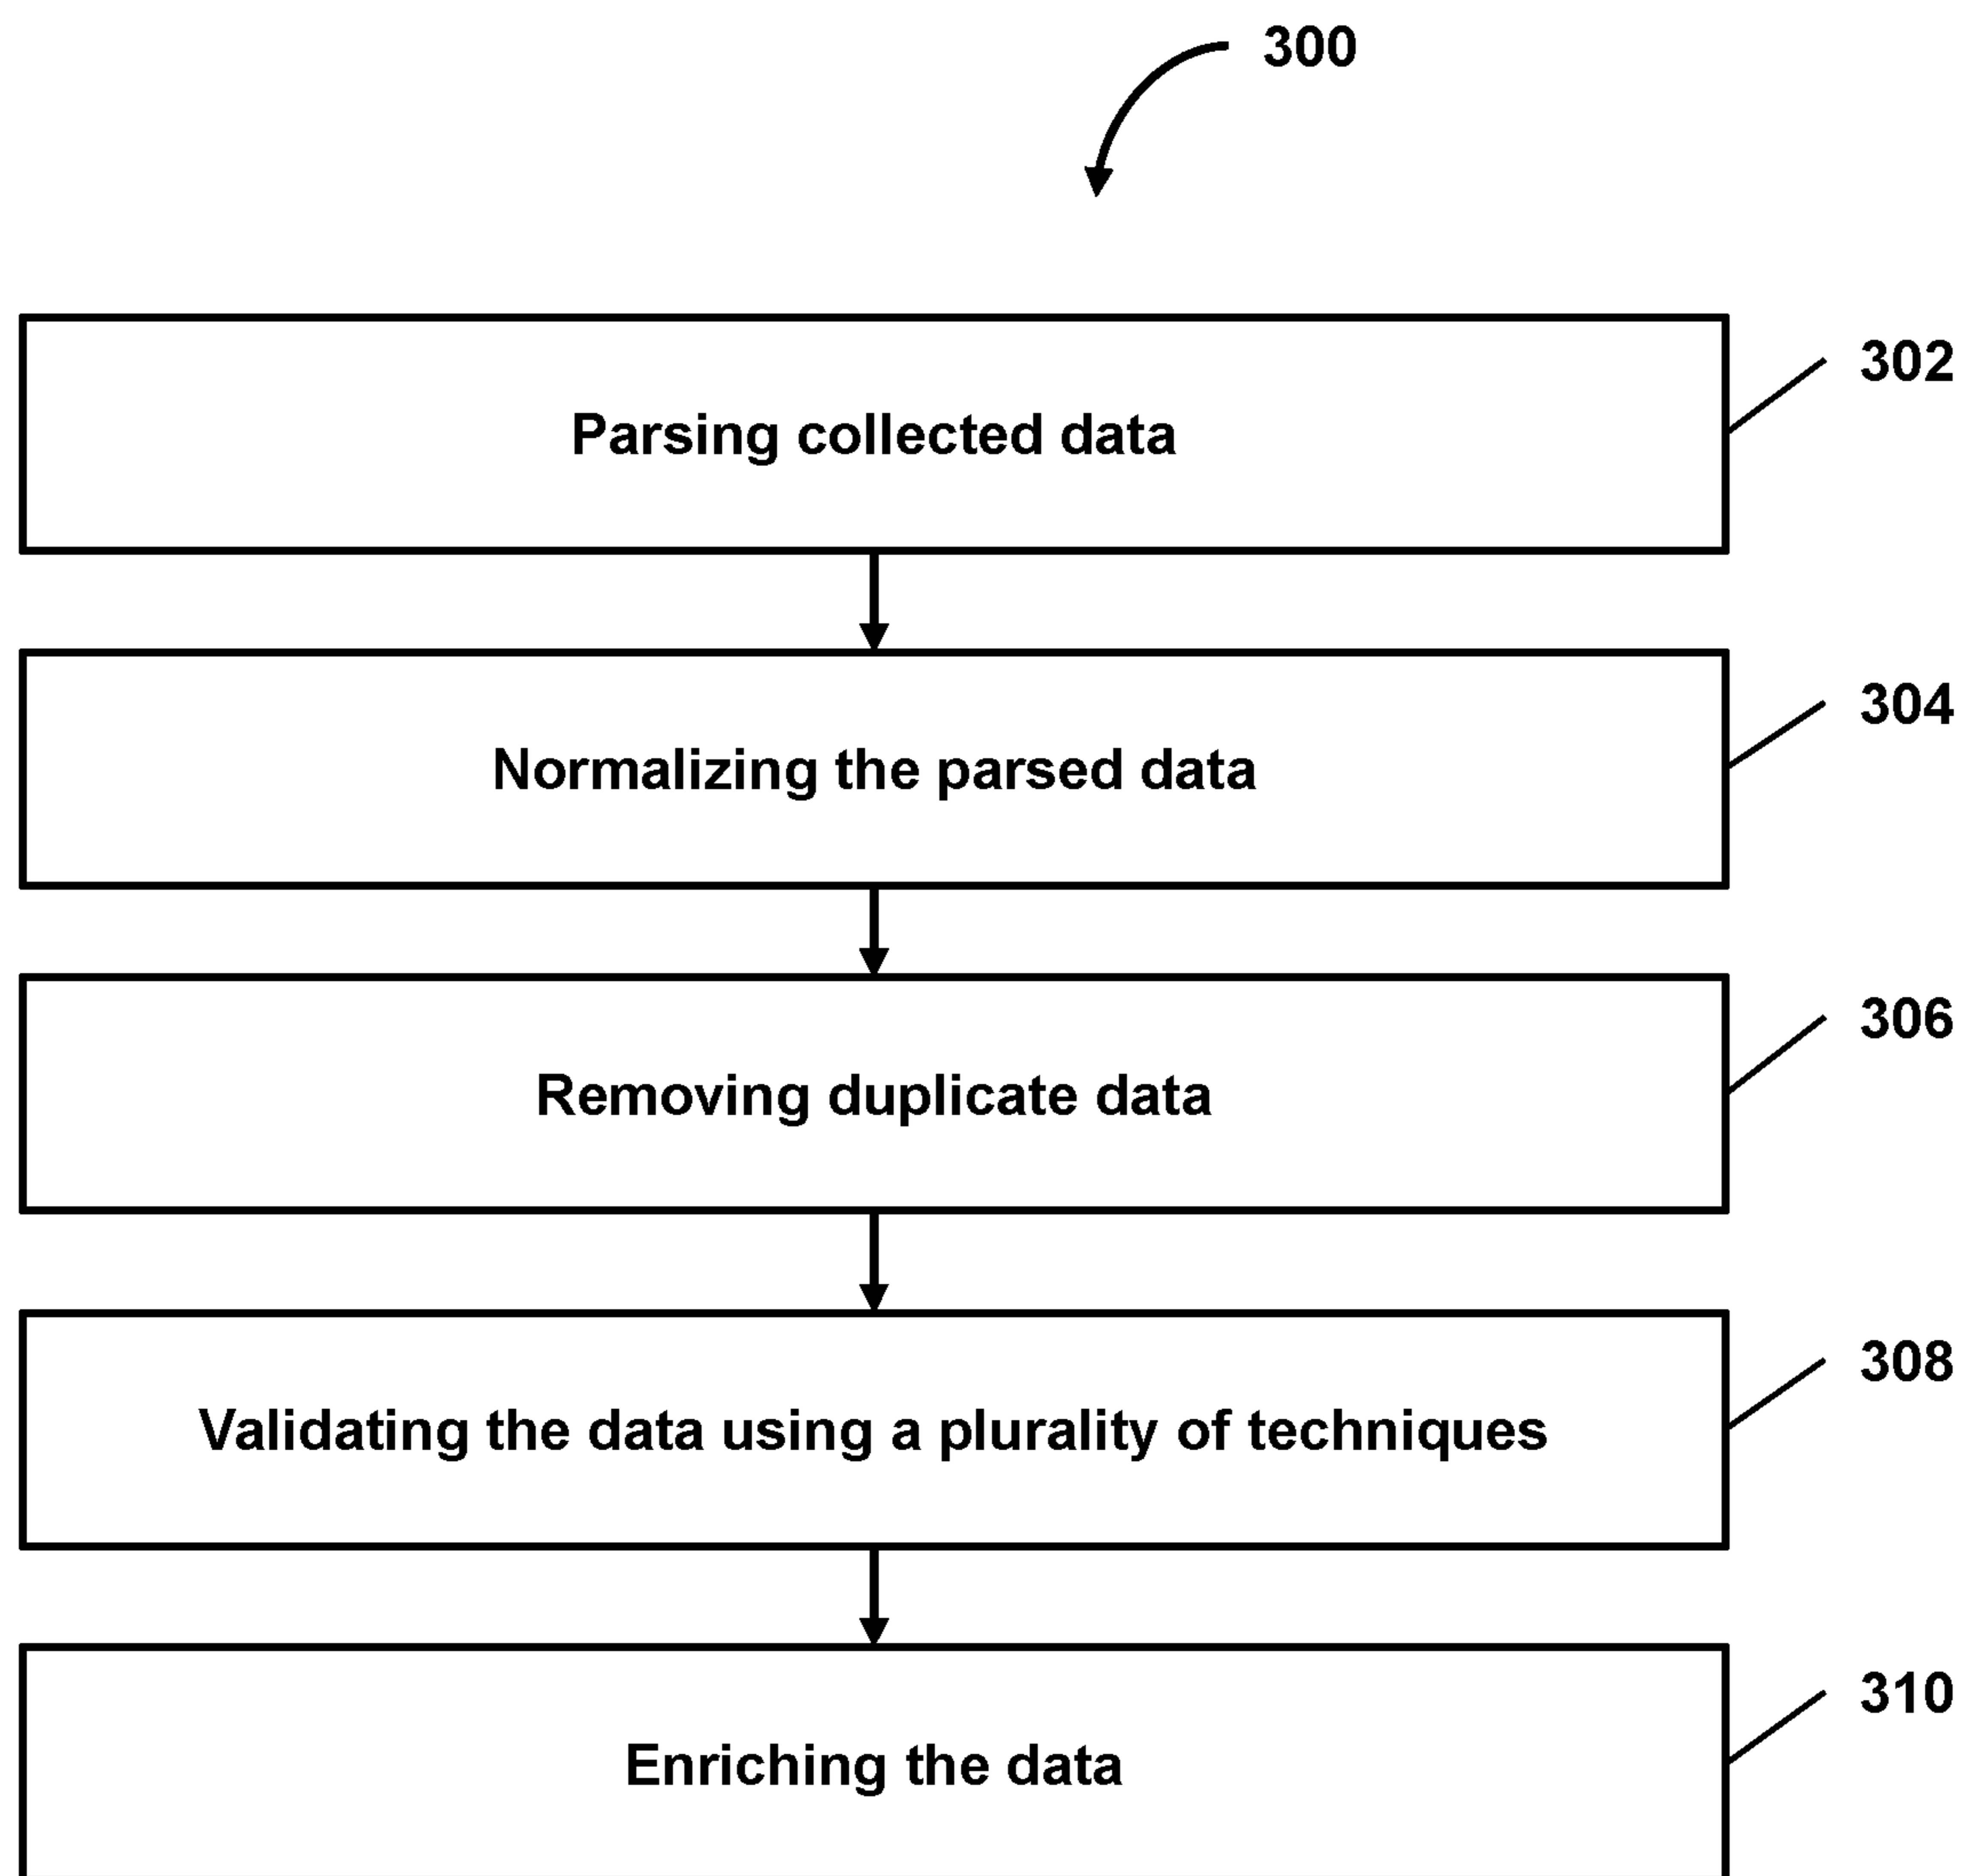 300
302
Parsing collected data
304
Normalizing the parsed data
306
Removing duplicate data
308
Validating the data using a plurality of techniques
310
Enriching the data